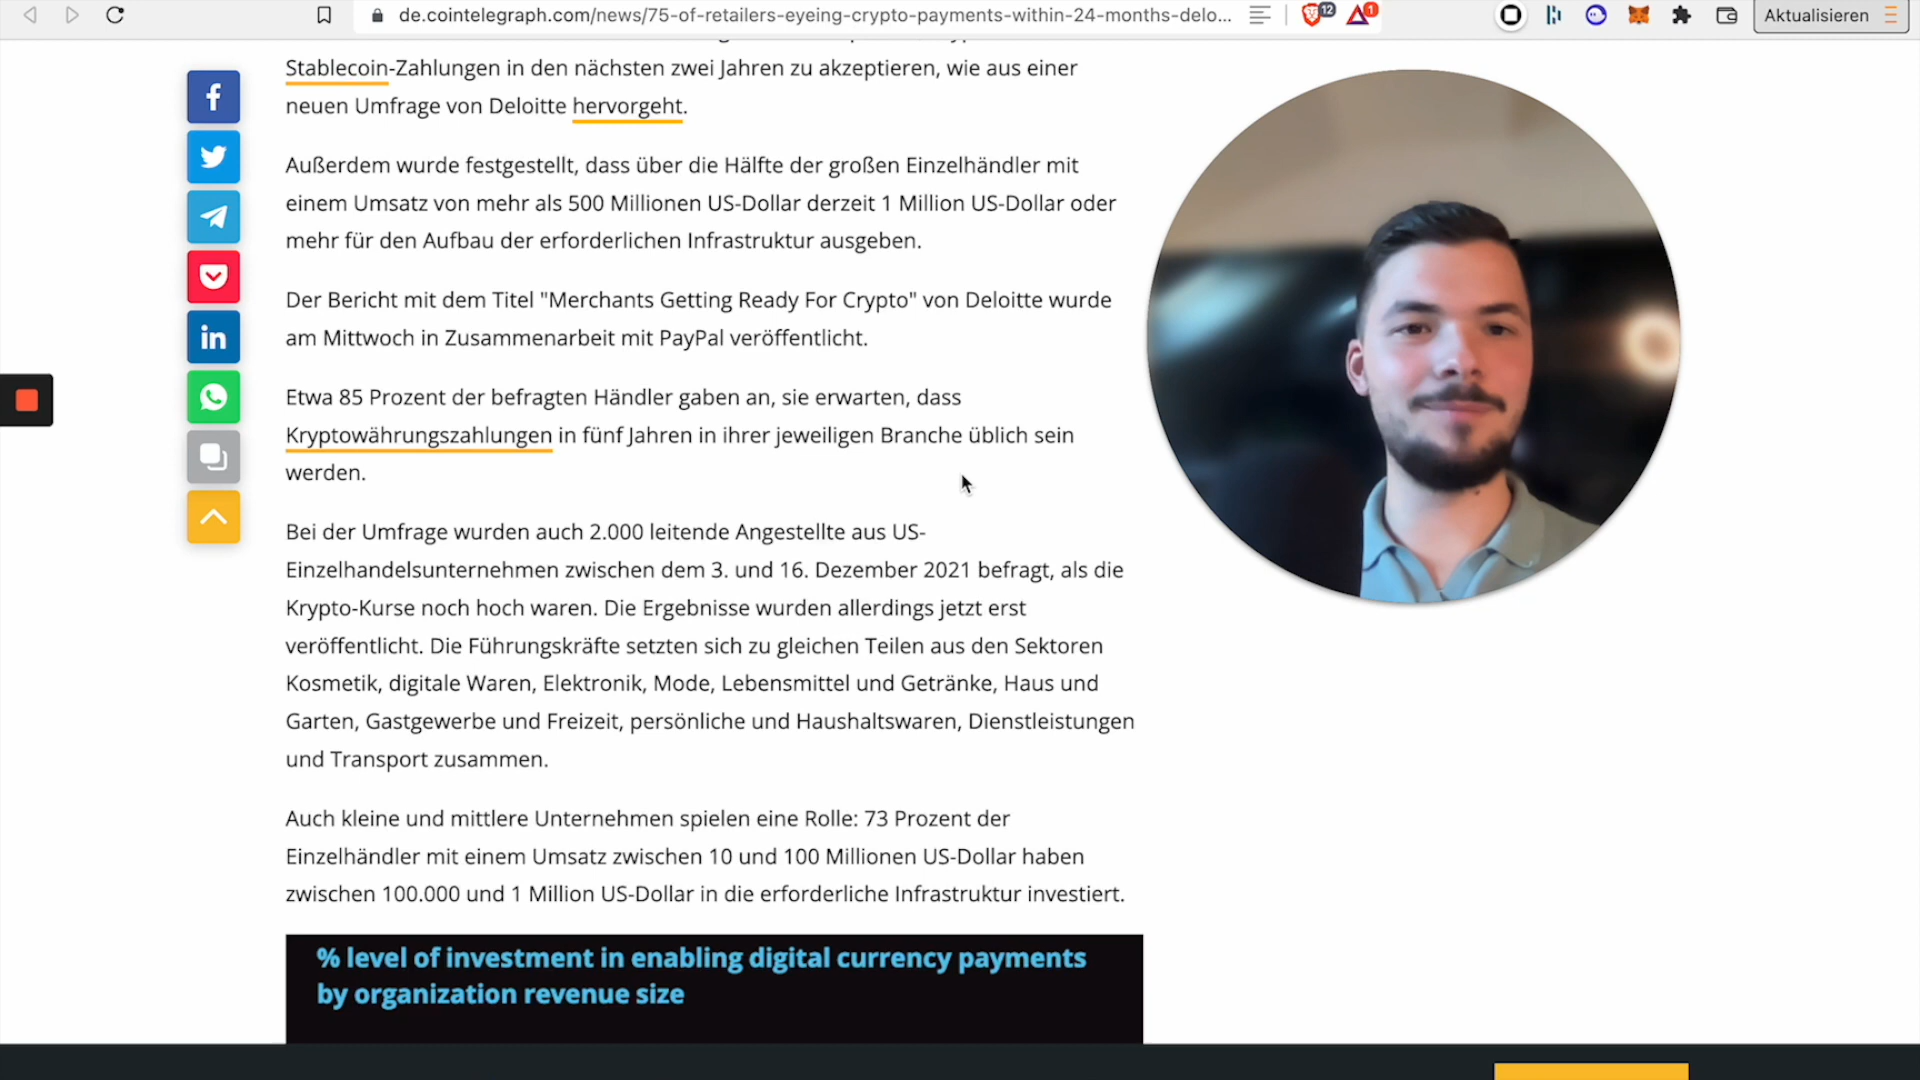 de.cointelegraph.com/news/75-of-retailers-eyeing-crypto-payments-within-24-months-delo...
12
1
Aktualisieren
Stablecoin-Zahlungen in den nächsten zwei Jahren zu akzeptieren, wie aus einer
neuen Umfrage von Deloitte hervorgeht.
Außerdem wurde festgestellt, dass über die Hälfte der großen Einzelhändler mit
einem Umsatz von mehr als 500 Millionen US-Dollar derzeit 1 Million US-Dollar oder
mehr für den Aufbau der erforderlichen Infrastruktur ausgeben.
Der Bericht mit dem Titel "Merchants Getting Ready For Crypto" von Deloitte wurde
am Mittwoch in Zusammenarbeit mit PayPal veröffentlicht.
Etwa 85 Prozent der befragten Händler gaben an, sie erwarten, dass
Kryptowährungszahlungen in fünf Jahren in ihrer jeweiligen Branche üblich sein
werden.
Bei der Umfrage wurden auch 2.000 leitende Angestellte aus US-
Einzelhandelsunternehmen zwischen dem 3. und 16. Dezember 2021 befragt, als die
Krypto-Kurse noch hoch waren. Die Ergebnisse wurden allerdings jetzt erst
veröffentlicht. Die Führungskräfte setzten sich zu gleichen Teilen aus den Sektoren
Kosmetik, digitale Waren, Elektronik, Mode, Lebensmittel und Getränke, Haus und
Garten, Gastgewerbe und Freizeit, persönliche und Haushaltswaren, Dienstleistungen
und Transport zusammen.
Auch kleine und mittlere Unternehmen spielen eine Rolle: 73 Prozent der
Einzelhändler mit einem Umsatz zwischen 10 und 100 Millionen US-Dollar haben
zwischen 100.000 und 1 Million US-Dollar in die erforderliche Infrastruktur investiert.
% level of investment in enabling digital currency payments
by organization revenue size